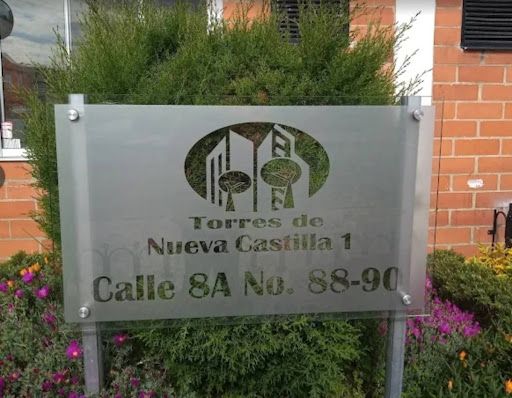 Torres de
Nueva Castilla 1
Calle 8A No. 88-90